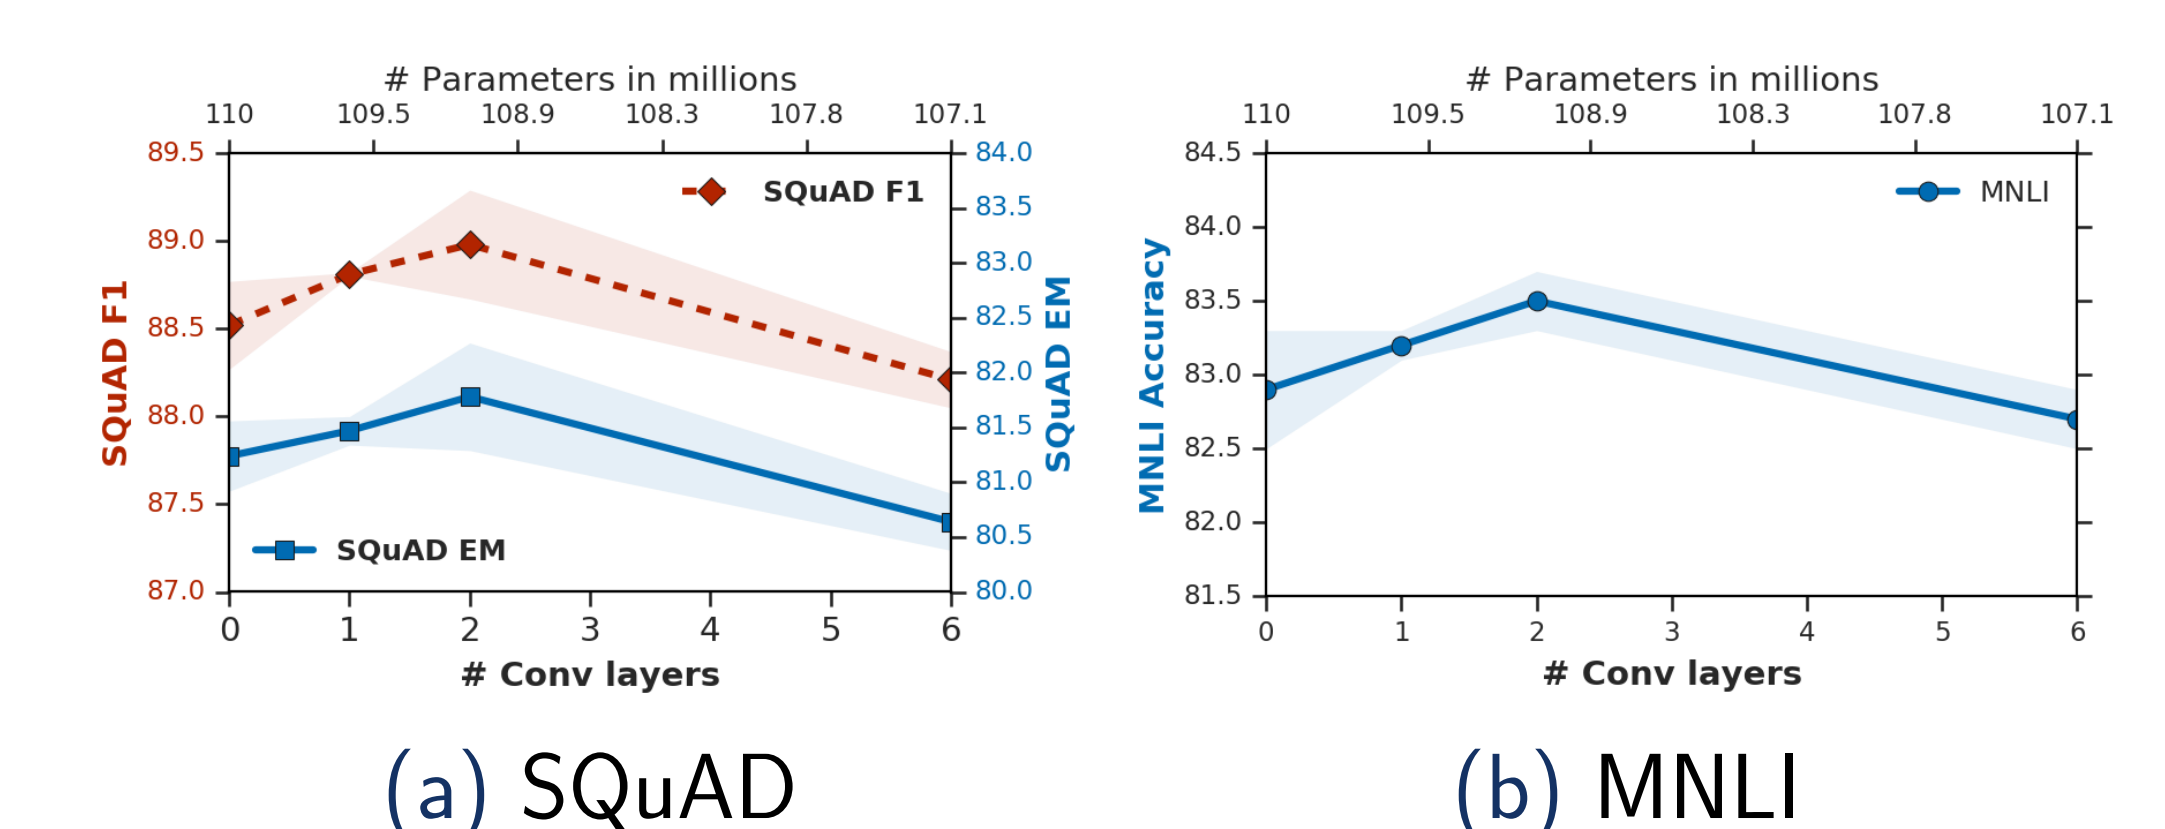 # Parameters in millions
110 109.5 108.9 108.3 107.8 107.1
89.5
89.0
88.5
88.0
87.5
87.0
SQuAD F1
84.0
83.5
83.0
82.5
82.0
81.5
81.0
80.5
80.0
SQuAD EM
SQuAD F1
SQuAD EM
0 1 2 3 4 5 6
# Conv layers
(a) SQuAD
# Parameters in millions
110 109.5 108.9 108.3 107.8 107.1
84.5
84.0
83.5
83.0
82.5
82.0
81.5
MNLI Accuracy
MNLI
0 1 2 3 4 5 6
# Conv layers
(b) MNLI